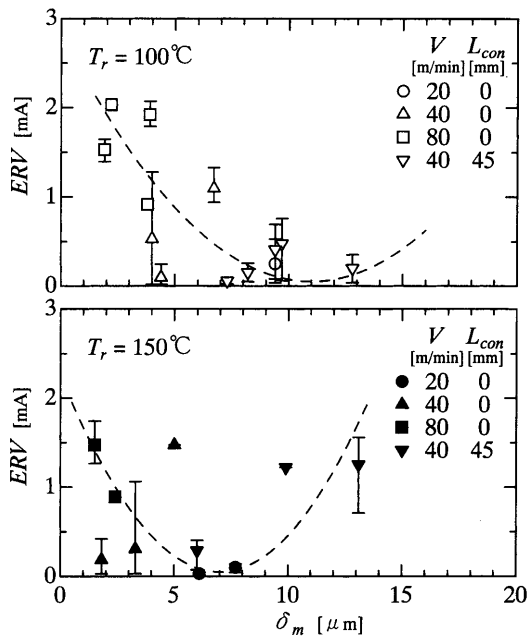 3
T_r = 100℃
V L_con
[m/min] [mm]
○ 20 0
△ 40 0
□ 80 0
▽ 40 45
2
1
0
ERV [mA]
3
T_r = 150℃
V L_con
[m/min] [mm]
● 20 0
▲ 40 0
■ 80 0
▼ 40 45
2
1
0
ERV [mA]
0 5 10 15 20
δ_m [μm]